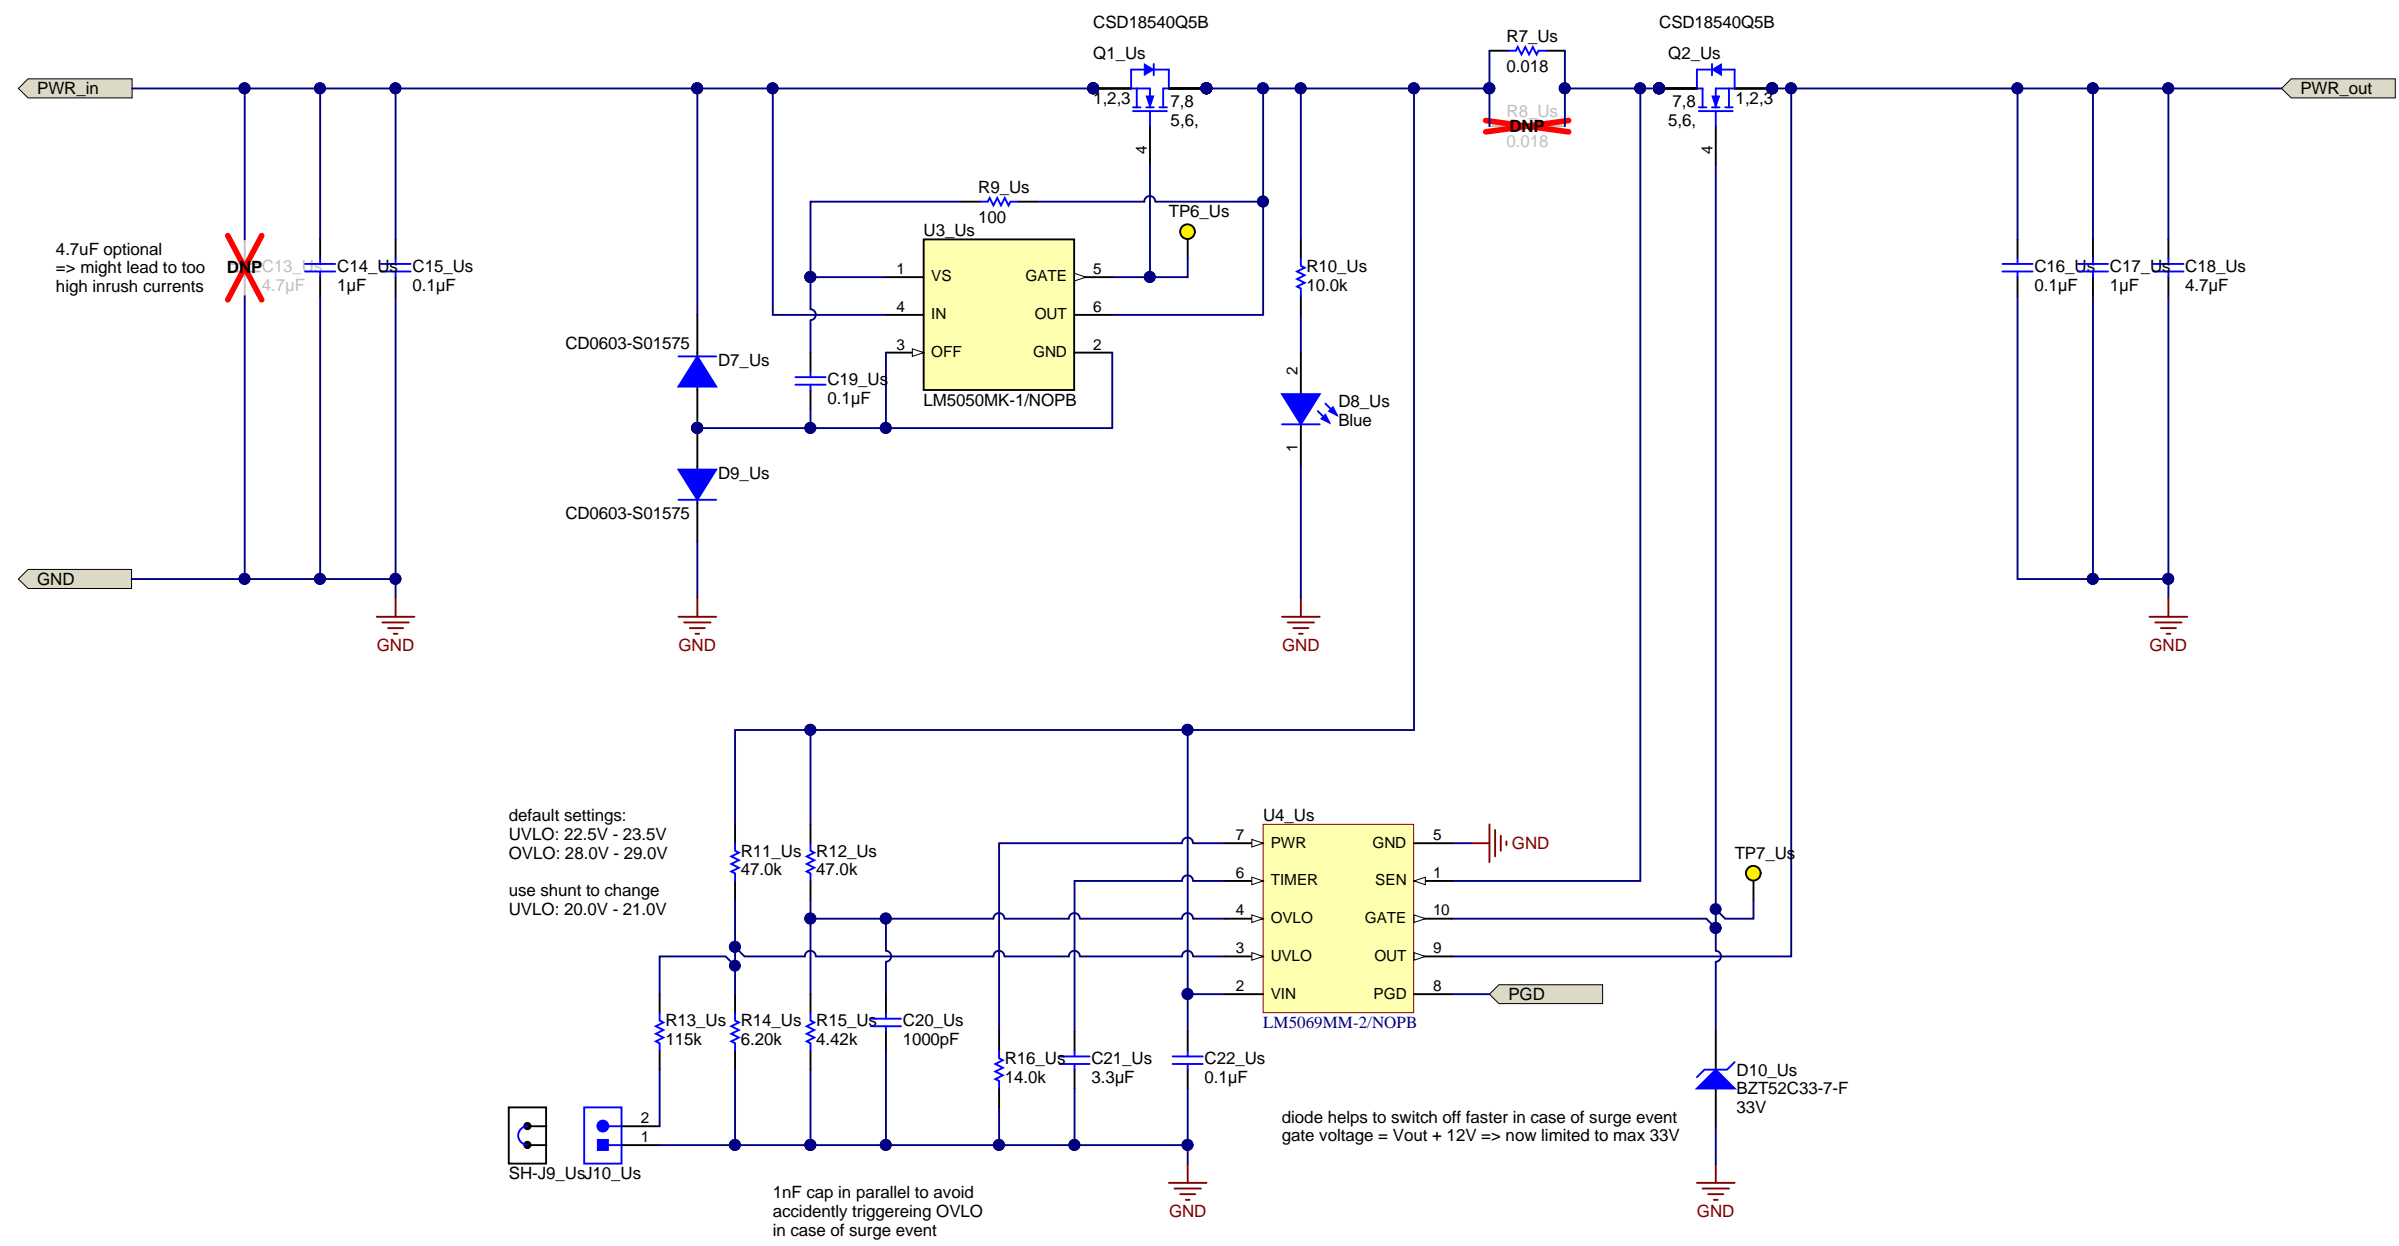 CSD18540Q5B
CSD18540Q5B
Q1_Us
R7_Us
0.018
Q2_Us
PWR_in
1,2,3
7,8
5,6,
4
R8_Us
DNP
0.018
7,8
5,6,
1,2,3
4
PWR_out
R9_Us
100
TP6_Us
4.7uF optional
=> might lead to too
high inrush currents
DNP
C13_Us
4.7µF
C14_Us
1µF
C15_Us
0.1µF
U3_Us
1 VS GATE 5
4 IN OUT 6
3 OFF GND 2
LM5050MK-1/NOPB
R10_Us
10.0k
C16_Us
0.1µF
C17_Us
1µF
C18_Us
4.7µF
CD0603-S01575
D7_Us
C19_Us
0.1µF
2
D8_Us
Blue
1
D9_Us
CD0603-S01575
GND
GND
GND
GND
GND
default settings:
UVLO: 22.5V - 23.5V
OVLO: 28.0V - 29.0V
use shunt to change
UVLO: 20.0V - 21.0V
R11_Us
47.0k
R12_Us
47.0k
U4_Us
7 PWR GND 5
GND
6 TIMER SEN 1
4 OVLO GATE 10
3 UVLO OUT 9
2 VIN PGD 8
PGD
LM5069MM-2/NOPB
TP7_Us
R13_Us
115k
R14_Us
6.20k
R15_Us
4.42k
C20_Us
1000pF
R16_Us
14.0k
C21_Us
3.3µF
C22_Us
0.1µF
D10_Us
BZT52C33-7-F
33V
2
1
SH-J9_Us
J10_Us
diode helps to switch off faster in case of surge event
gate voltage = Vout + 12V => now limited to max 33V
1nF cap in parallel to avoid
accidently triggereing OVLO
in case of surge event
GND
GND